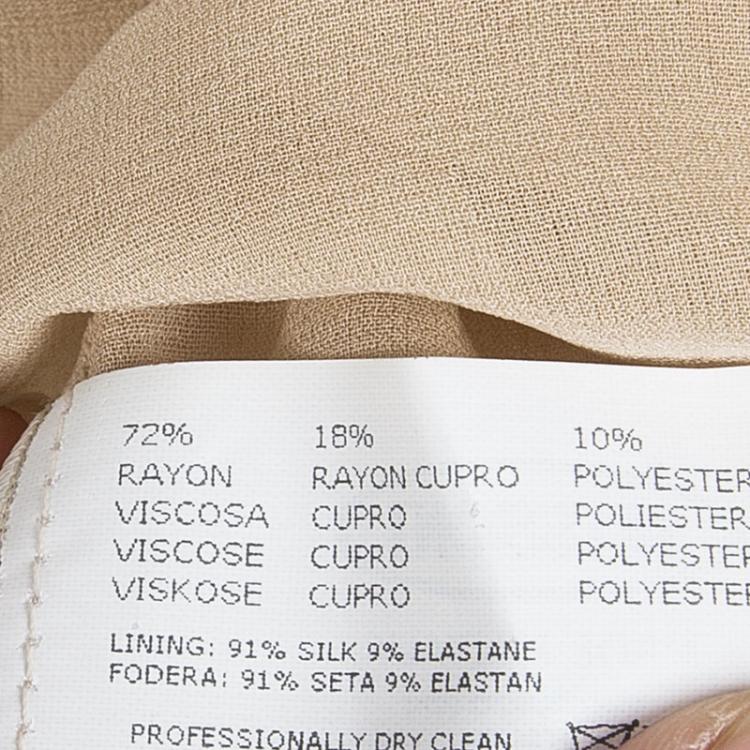 72% 18% 10%
RAYON RAYON CUPRO POLYESTER
VISCOSA CUPRO POLIESTER
VISCOSE CUPRO POLYESTER
VISKOSE CUPRO POLYESTER
LINING: 91% SILK 9% ELASTANE
FODERA: 91% SETA 9% ELASTAN
PROFESSIONALLY DRY CLEAN